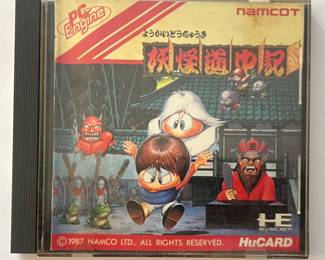 PC Engine
namcoT
ようかいどうちゅうき
妖怪道中記
HE SYSTEM
© 1987 NAMCO LTD., ALL RIGHTS RESERVED.
HuCARD